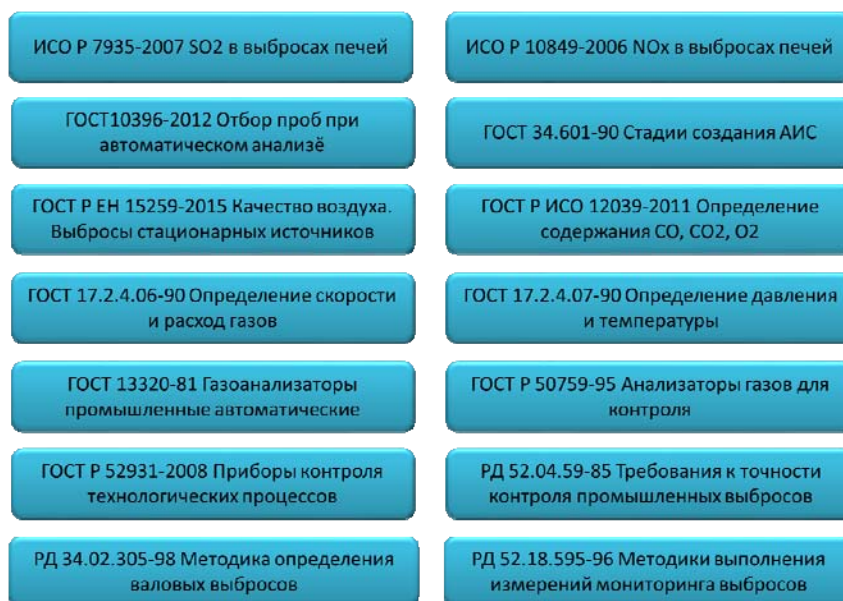 ИСО Р 7935-2007 SO2 в выбросах печей
ИСО Р 10849-2006 NOx в выбросах печей
ГОСТ10396-2012 Отбор проб при
автоматическом анализё
ГОСТ 34.601-90 Стадии создания АИС
ГОСТ Р ЕН 15259-2015 Качество воздуха.
Выбросы стационарных источников
ГОСТ Р ИСО 12039-2011 Определение
содержания СО, СО2, О2
ГОСТ 17.2.4.06-90 Определение скорости
и расход газов
ГОСТ 17.2.4.07-90 Определение давления
и температуры
ГОСТ 13320-81 Газоанализаторы
промышленные автоматические
ГОСТ Р 50759-95 Анализаторы газов для
контроля
ГОСТ Р 52931-2008 Приборы контроля
технологических процессов
РД 52.04.59-85 Требования к точности
контроля промышленных выбросов
РД 34.02.305-98 Методика определения
валовых выбросов
РД 52.18.595-96 Методики выполнения
измерений мониторинга выбросов